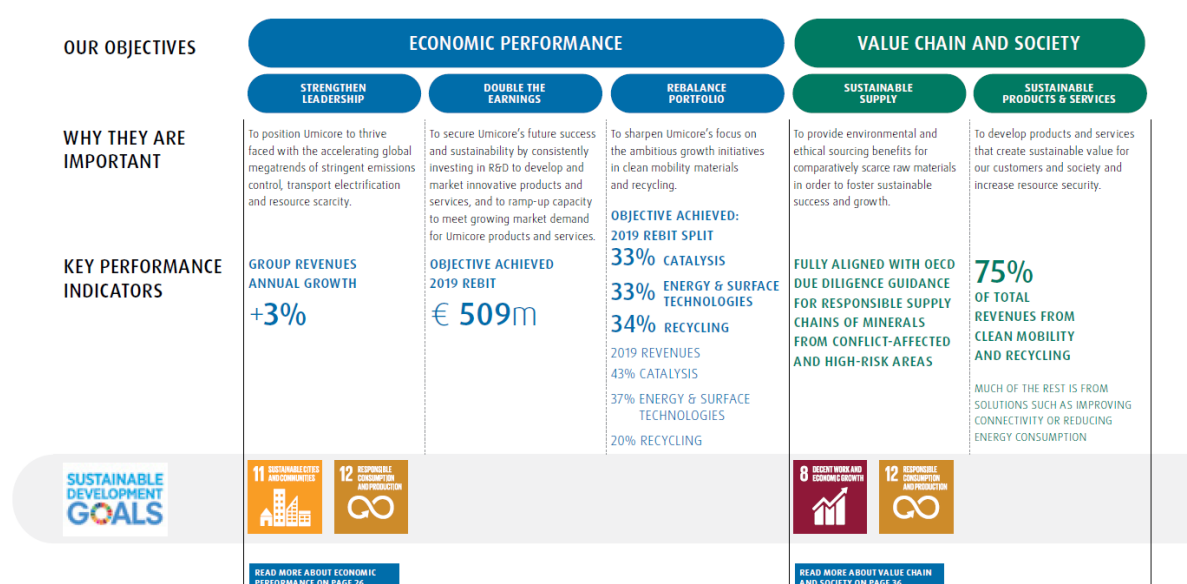 OUR OBJECTIVES
ECONOMIC PERFORMANCE
VALUE CHAIN AND SOCIETY
STRENGTHEN
LEADERSHIP
DOUBLE THE
EARNINGS
REBALANCE
PORTFOLIO
SUSTAINABLE
SUPPLY
SUSTAINABLE
PRODUCTS & SERVICES
WHY THEY ARE
IMPORTANT
To position Umicore to thrive
faced with the accelerating global
megatrends of stringent emissions
control, transport electrification
and resource scarcity.
To secure Umicore's future success
and sustainability by consistently
investing in R&D to develop and
market innovative products and
services, and to ramp-up capacity
to meet growing market demand
for Umicore products and services.
To sharpen Umicore's focus on
the ambitious growth initiatives
in clean mobility materials
and recycling.
To provide environmental and
ethical sourcing benefits for
comparatively scarce raw materials
in order to foster sustainable
success and growth.
To develop products and services
that create sustainable value for
our customers and society and
increase resource security.
KEY PERFORMANCE
INDICATORS
GROUP REVENUES
ANNUAL GROWTH
+3%
OBJECTIVE ACHIEVED
2019 REBIT
€ 509m
OBJECTIVE ACHIEVED:
2019 REBIT SPLIT
33% CATALYSIS
33% ENERGY & SURFACE
TECHNOLOGIES
34% RECYCLING
2019 REVENUES
43% CATALYSIS
37% ENERGY & SURFACE
TECHNOLOGIES
20% RECYCLING
FULLY ALIGNED WITH OECD
DUE DILIGENCE GUIDANCE
FOR RESPONSIBLE SUPPLY
CHAINS OF MINERALS
FROM CONFLICT-AFFECTED
AND HIGH-RISK AREAS
75%
OF TOTAL
REVENUES FROM
CLEAN MOBILITY
AND RECYCLING
MUCH OF THE REST IS FROM
SOLUTIONS SUCH AS IMPROVING
CONNECTIVITY OR REDUCING
ENERGY CONSUMPTION
SUSTAINABLE
DEVELOPMENT
GOALS
11 SUSTAINABLE CITIES
AND COMMUNITIES
12 RESPONSIBLE
CONSUMPTION
AND PRODUCTION
8 DECENT WORK AND
ECONOMIC GROWTH
12 RESPONSIBLE
CONSUMPTION
AND PRODUCTION
READ MORE ABOUT ECONOMIC
PERFORMANCE ON PAGE 26
READ MORE ABOUT VALUE CHAIN
AND SOCIETY ON PAGE 36